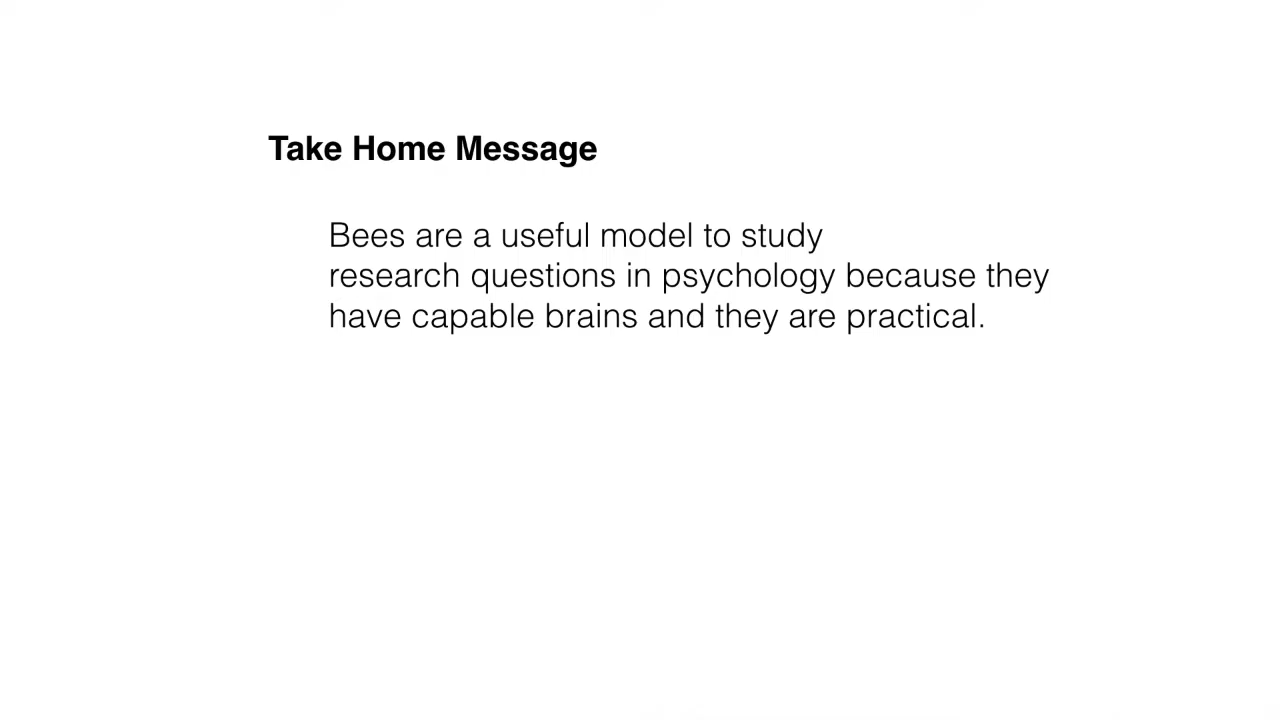 Take Home Message
Bees are a useful model to study
research questions in psychology because they
have capable brains and they are practical.